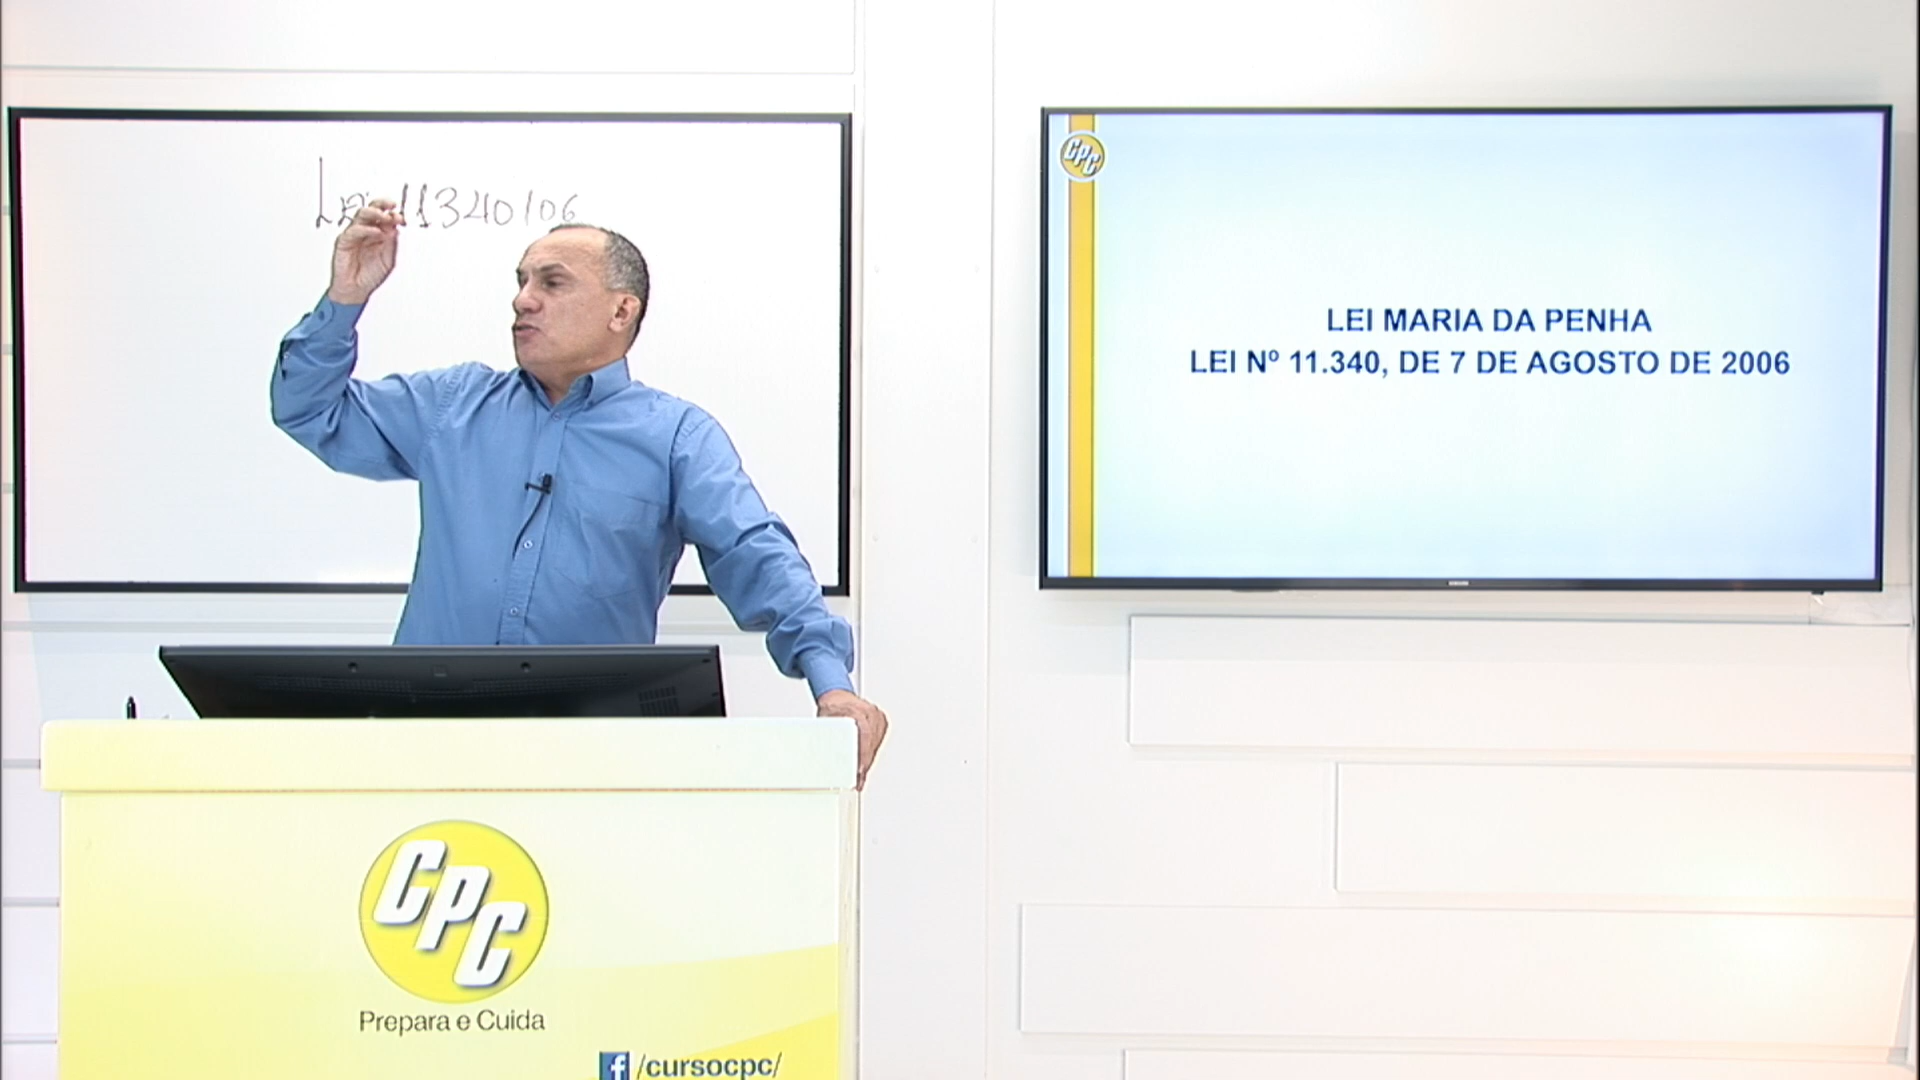 Lei 11340/06
CPC
LEI MARIA DA PENHA
LEI Nº 11.340, DE 7 DE AGOSTO DE 2006
CPC
Prepara e Cuida
f /cursocpc/